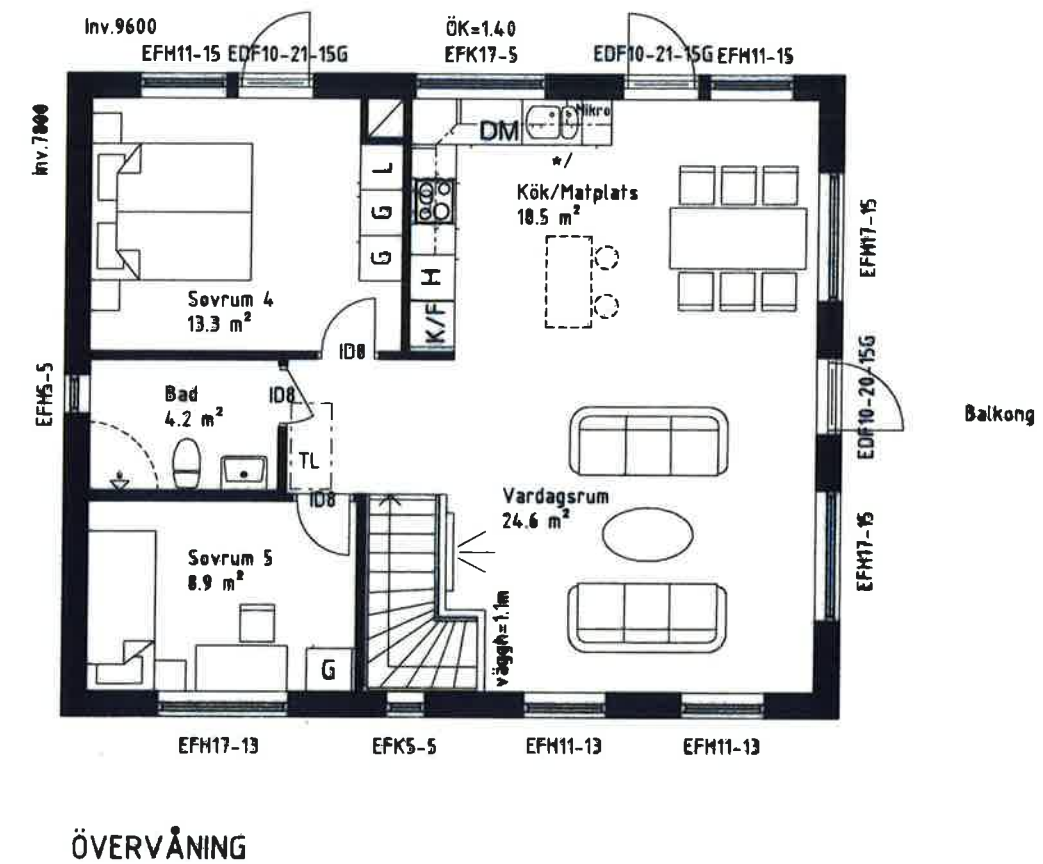 Inv.9600
ÖK=1.40
EFH11-15 EDF10-21-15G
EFK17-5
EDF10-21-15G EFH11-15
Inv.7800
DM
Mikro
*/
Kök/Matplats
18.5 m²
L
G
G
H
K/F
EFH17-15
Sovrum 4
13.3 m²
ID8
EDF10-20-15G
EFH5-5
Bad
4.2 m²
ID8
Balkong
TL
ID8
Vardagsrum
24.6 m²
EFH17-15
Sovrum 5
8.9 m²
väggh=1.1m
G
EFH17-13
EFK5-5
EFH11-13
EFH11-13
ÖVERVÅNING